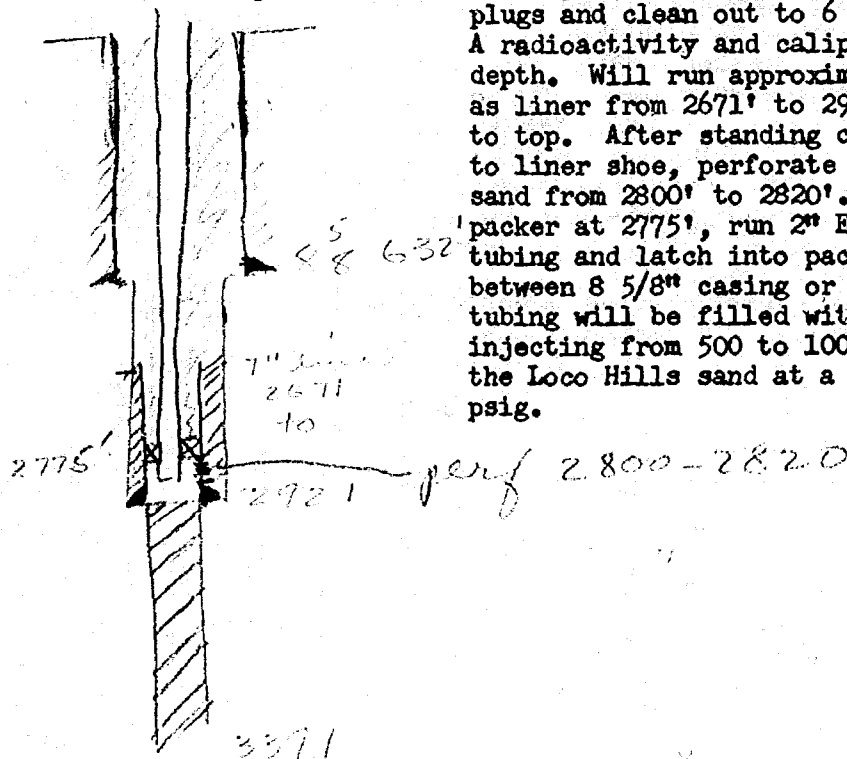 plugs and clean out to 6
A radioactivity and calip
depth. Will run approxim
as liner from 2671' to 29
to top. After standing c
to liner shoe, perforate
sand from 2800' to 2820'.
packer at 2775', run 2" E
tubing and latch into pac
between 8 5/8" casing or
tubing will be filled wit
injecting from 500 to 100
the Loco Hills sand at a
psig.
8 5/8 632'
7"
2671
to
2921
2775'
perf 2800-2820
3391